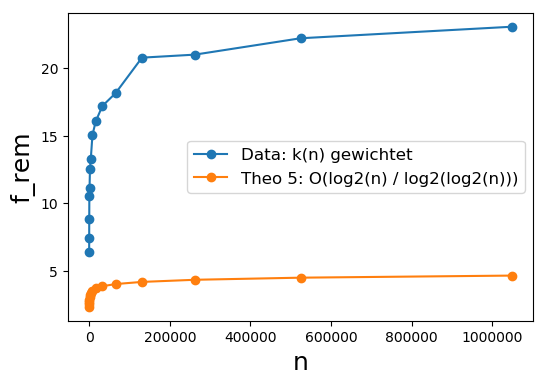 20
15
10
5
f_rem
Data: k(n) gewichtet
Theo 5: O(log2(n) / log2(log2(n)))
0
200000
400000
600000
800000
1000000
n